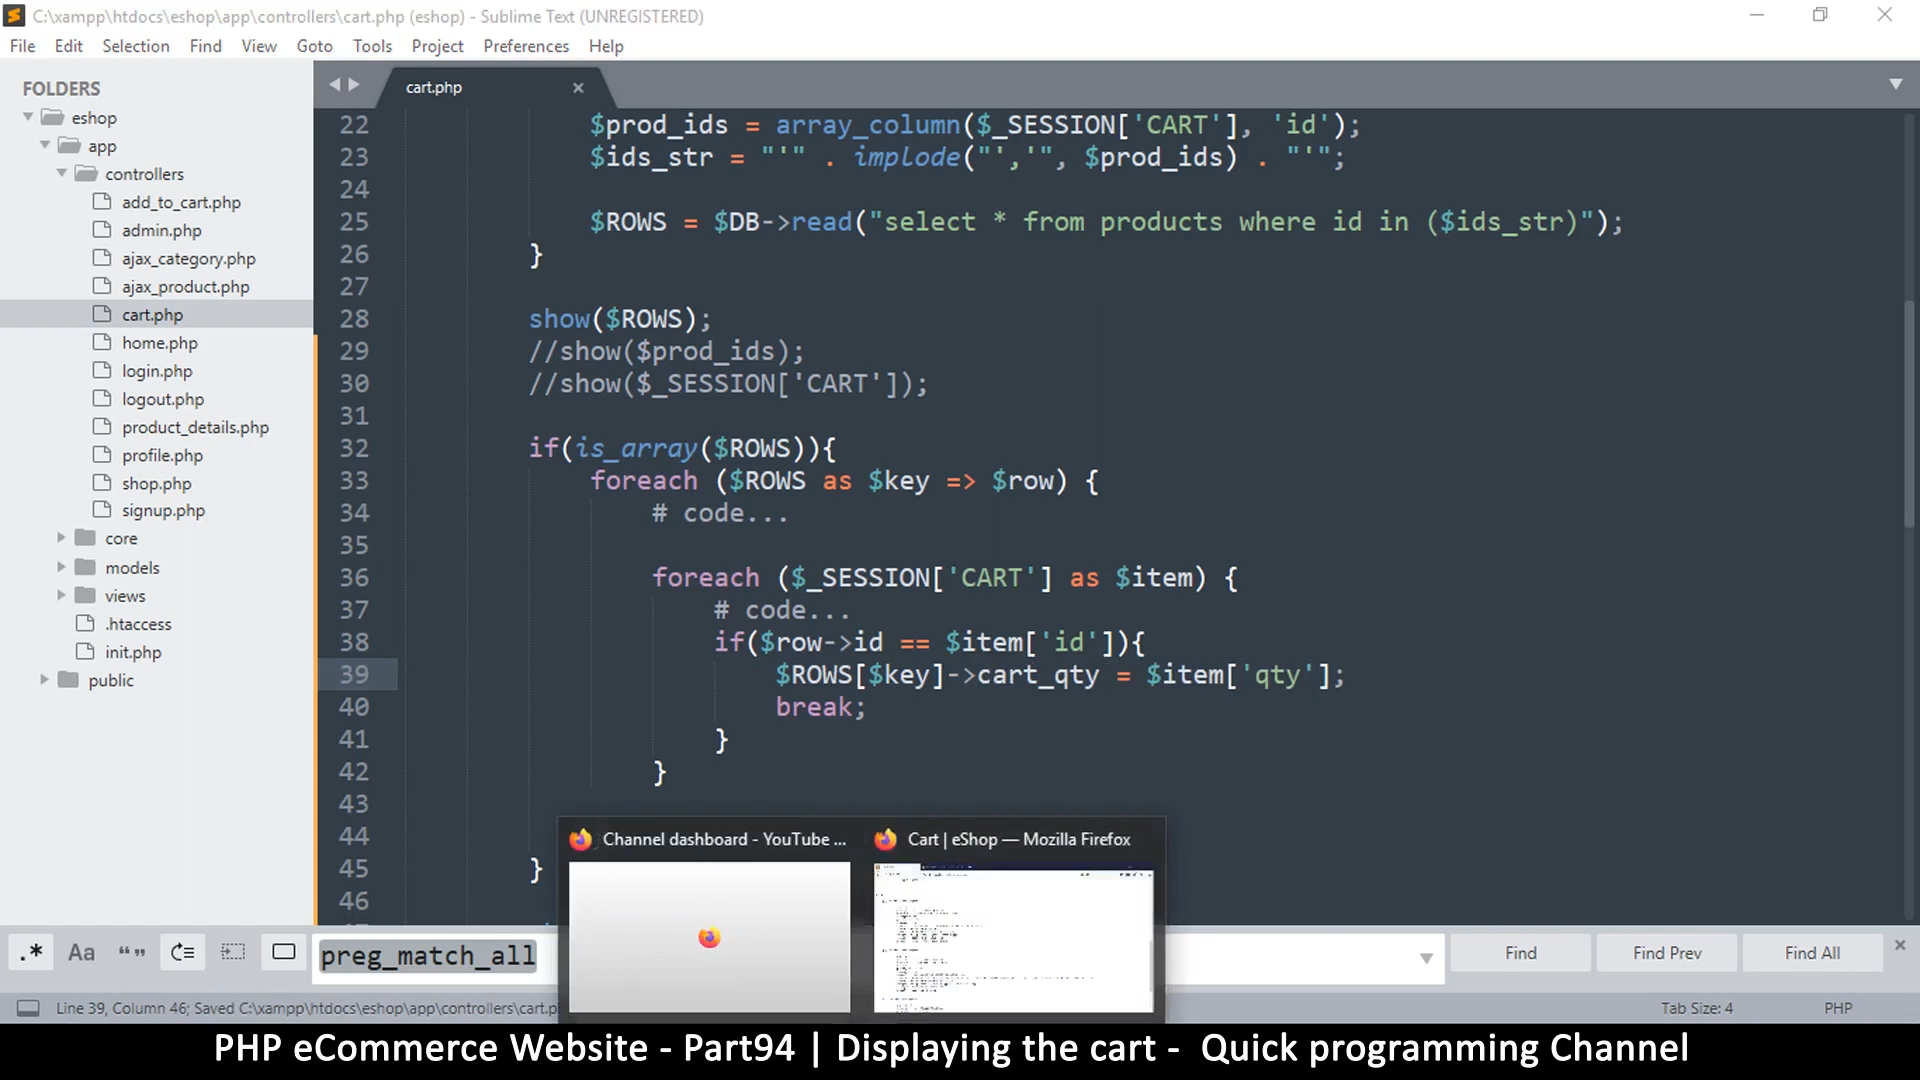 C:\xampp\htdocs\eshop\app\controllers\cart.php (eshop) - Sublime Text (UNREGISTERED)
File Edit Selection Find View Goto Tools Project Preferences Help
FOLDERS
eshop
app
controllers
add_to_cart.php
admin.php
ajax_category.php
ajax_product.php
cart.php
home.php
login.php
logout.php
product_details.php
profile.php
shop.php
signup.php
core
models
views
.htaccess
init.php
public
cart.php
22 $prod_ids = array_column($_SESSION['CART'], 'id');
23 $ids_str = "'" . implode("','", $prod_ids) . "'";
24
25 $ROWS = $DB->read("select * from products where id in ($ids_str)");
26 }
27
28 show($ROWS);
29 //show($prod_ids);
30 //show($_SESSION['CART']);
31
32 if(is_array($ROWS)){
33 foreach ($ROWS as $key => $row) {
34 # code...
35
36 foreach ($_SESSION['CART'] as $item) {
37 # code...
38 if($row->id == $item['id']){
39 $ROWS[$key]->cart_qty = $item['qty'];
40 break;
41 }
42 }
43
44
45 }
46
Channel dashboard - YouTube ...
Cart | eShop — Mozilla Firefox
.* Aa “ ” preg_match_all Find Find Prev Find All
Line 39, Column 46; Saved C:\xampp\htdocs\eshop\app\controllers\cart.p
Tab Size: 4 PHP
PHP eCommerce Website - Part94 | Displaying the cart - Quick programming Channel